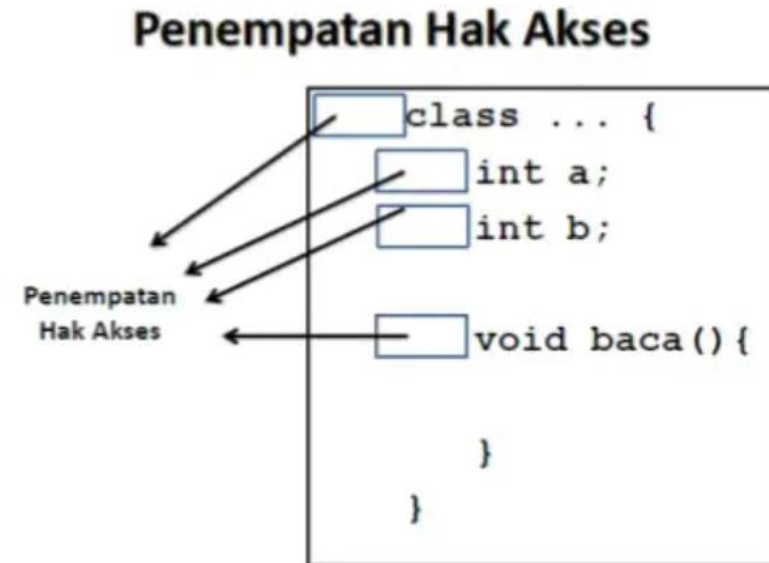 Penempatan Hak Akses
class ... {
int a;
int b;
Penempatan
Hak Akses
void baca(){
}
}